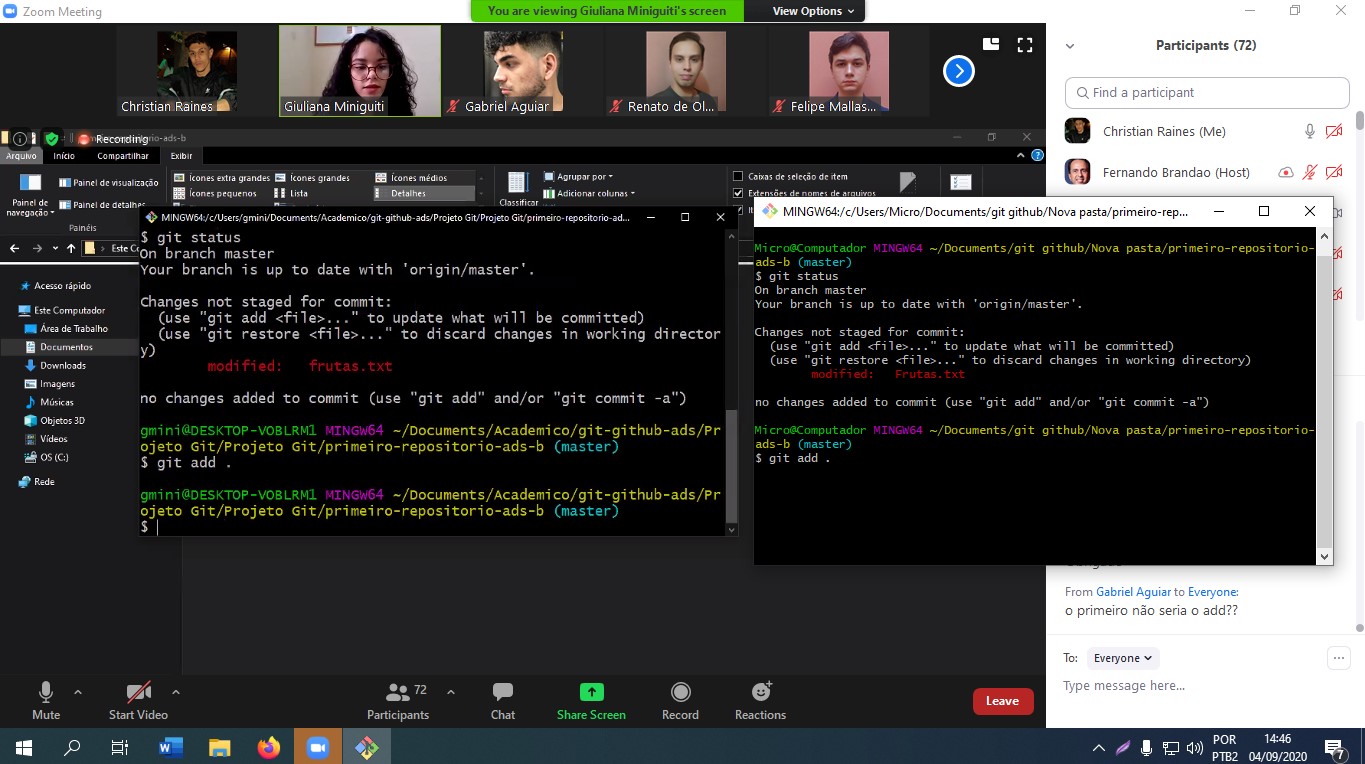 Zoom Meeting
You are viewing Giuliana Miniguiti's screen
View Options
Christian Raines
Giuliana Miniguiti
Gabriel Aguiar
Renato de Ol...
Felipe Mallas...
Participants (72)
Find a participant
Christian Raines (Me)
Fernando Brandao (Host)
Recording
Arquivo
Início
Compartilhar
Exibir
Painel de navegação
Painel de visualização
Painel de detalhes
Painéis
Ícones extra grandes
Ícones grandes
Ícones médios
Ícones pequenos
Lista
Detalhes
Classificar
Agrupar por
Adicionar colunas
Caixas de seleção de item
Extensões de nomes de arquivos
Este Co
Acesso rápido
Este Computador
Área de Trabalho
Documentos
Downloads
Imagens
Músicas
Objetos 3D
Vídeos
OS (C:)
Rede
MINGW64:/c/Users/gmini/Documents/Academico/git-github-ads/Projeto Git/Projeto Git/primeiro-repositorio-ad...
$ git status
On branch master
Your branch is up to date with 'origin/master'.
Changes not staged for commit:
(use "git add <file>..." to update what will be committed)
(use "git restore <file>..." to discard changes in working director
y)
modified: frutas.txt
no changes added to commit (use "git add" and/or "git commit -a")
gmini@DESKTOP-VOBLRM1 MINGW64 ~/Documents/Academico/git-github-ads/Pr
ojeto Git/Projeto Git/primeiro-repositorio-ads-b (master)
$ git add .
gmini@DESKTOP-VOBLRM1 MINGW64 ~/Documents/Academico/git-github-ads/Pr
ojeto Git/Projeto Git/primeiro-repositorio-ads-b (master)
$
MINGW64:/c/Users/Micro/Documents/git github/Nova pasta/primeiro-rep...
Micro@Computador MINGW64 ~/Documents/git github/Nova pasta/primeiro-repositorio-
ads-b (master)
$ git status
On branch master
Your branch is up to date with 'origin/master'.
Changes not staged for commit:
(use "git add <file>..." to update what will be committed)
(use "git restore <file>..." to discard changes in working directory)
modified: Frutas.txt
no changes added to commit (use "git add" and/or "git commit -a")
Micro@Computador MINGW64 ~/Documents/git github/Nova pasta/primeiro-repositorio-
ads-b (master)
$ git add .
From Gabriel Aguiar to Everyone:
o primeiro não seria o add??
To: Everyone
Type message here...
Mute
Start Video
72
Participants
Chat
Share Screen
Record
Reactions
Leave
POR
PTB2
14:46
04/09/2020
7